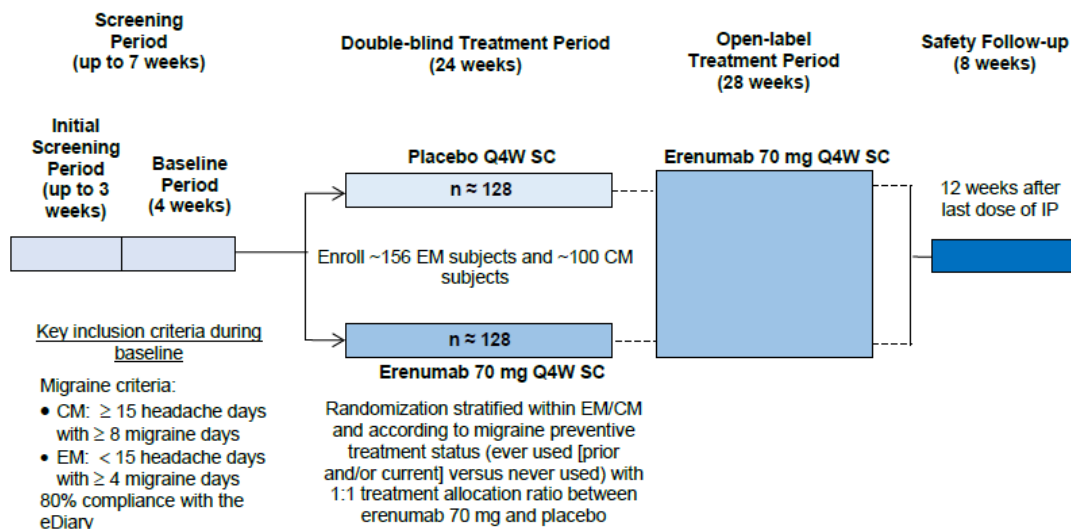 Screening
Period
(up to 7 weeks)
Double-blind Treatment Period
(24 weeks)
Open-label
Treatment Period
(28 weeks)
Safety Follow-up
(8 weeks)
Initial
Screening
Period
(up to 3
weeks)
Baseline
Period
(4 weeks)
Placebo Q4W SC
n ≈ 128
Enroll ~156 EM subjects and ~100 CM
subjects
n ≈ 128
Erenumab 70 mg Q4W SC
Erenumab 70 mg Q4W SC
12 weeks after
last dose of IP
Key inclusion criteria during
baseline
Migraine criteria:
• CM: ≥ 15 headache days
with ≥ 8 migraine days
• EM: < 15 headache days
with ≥ 4 migraine days
80% compliance with the
eDiary
Randomization stratified within EM/CM
and according to migraine preventive
treatment status (ever used [prior
and/or current] versus never used) with
1:1 treatment allocation ratio between
erenumab 70 mg and placebo